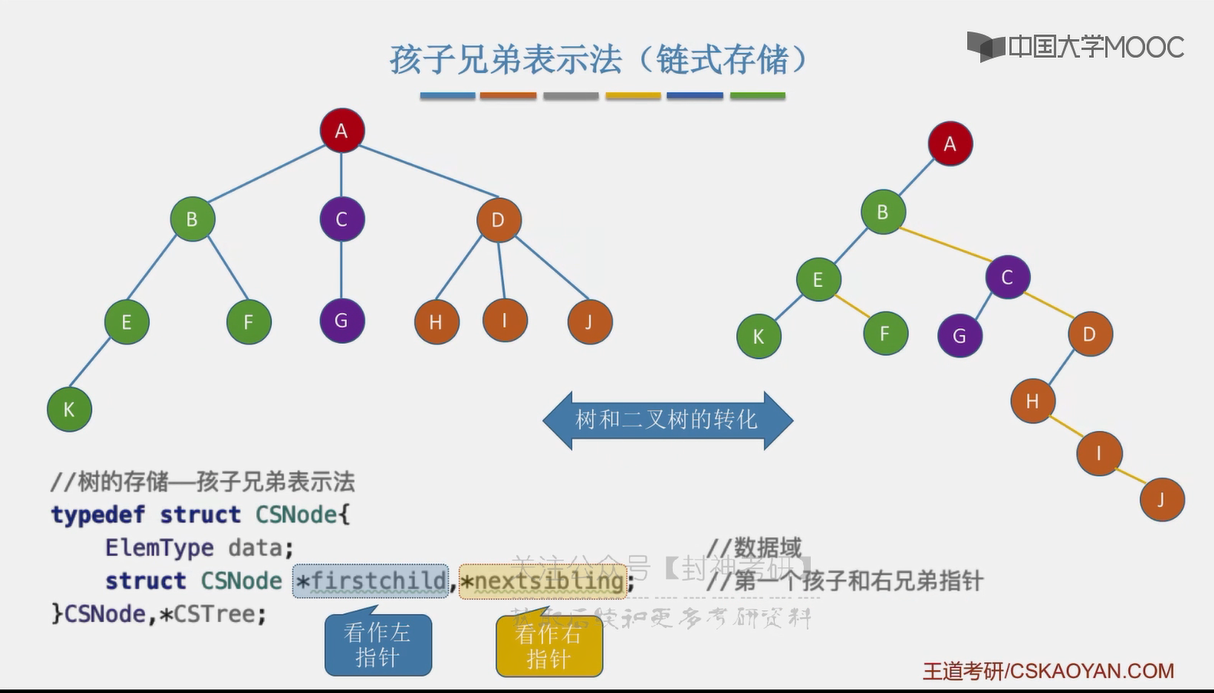 中国大学MOOC
孩子兄弟表示法（链式存储）
A
B
C
D
E
F
G
H
I
J
K
A
B
E
C
K
F
G
D
H
I
J
树和二叉树的转化
//树的存储——孩子兄弟表示法
typedef struct CSNode{
ElemType data; //数据域
struct CSNode *firstchild,*nextsibling; //第一个孩子和右兄弟指针
}CSNode,*CSTree;
关注公众号【封神考研】
获取后续和更多考研资料
看作左
指针
看作右
指针
王道考研/CSKAOYAN.COM